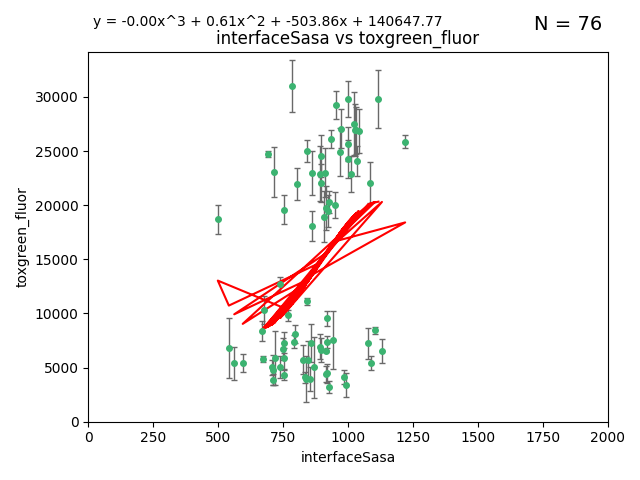 y = -0.00x^3 + 0.61x^2 + -503.86x + 140647.77
N = 76
interfaceSasa vs toxgreen_fluor
30000
25000
20000
15000
10000
5000
0
toxgreen_fluor
0 250 500 750 1000 1250 1500 1750 2000
interfaceSasa